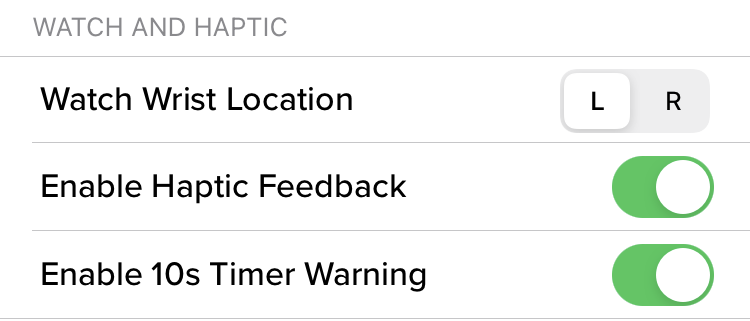 WATCH AND HAPTIC
Watch Wrist Location L R
Enable Haptic Feedback
Enable 10s Timer Warning